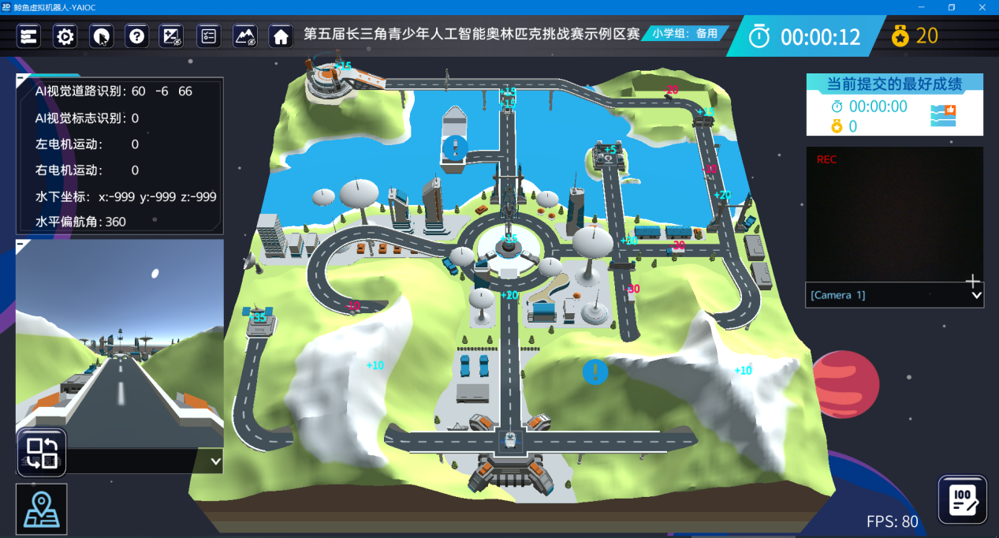 鲸鱼虚拟机器人-YAIOC
第五届长三角青少年人工智能奥林匹克挑战赛示例区赛
小学组：备用
00:00:12
20
AI视觉道路识别: 60 -6 66
AI视觉标志识别: 0
左电机运动: 0
右电机运动: 0
水下坐标: x:-999 y:-999 z:-999
水平偏航角: 360
当前提交的最好成绩
00:00:00
0
REC
[Camera 1]
+15
+15
+15
-20
+15
+5
-10
+20
+15
+30
-30
+20
-30
-10
+35
+10
+10
100
FPS: 80